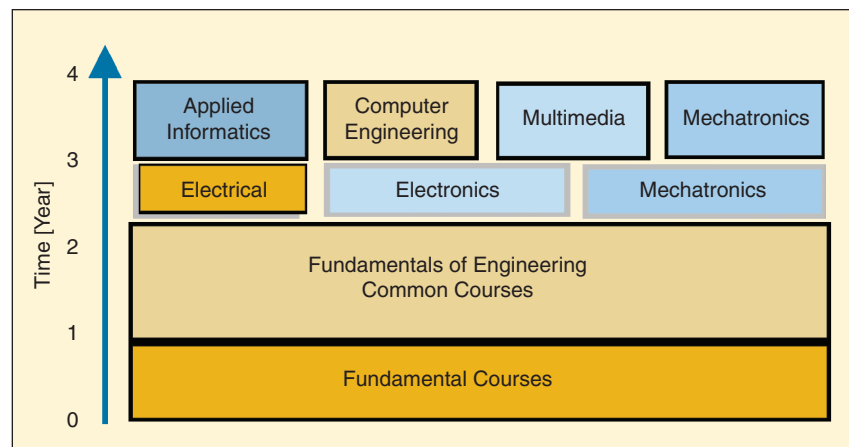 4
Applied
Informatics
Computer
Engineering
Multimedia
Mechatronics
3
Electrical
Electronics
Mechatronics
Time [Year]
2
Fundamentals of Engineering
Common Courses
1
Fundamental Courses
0